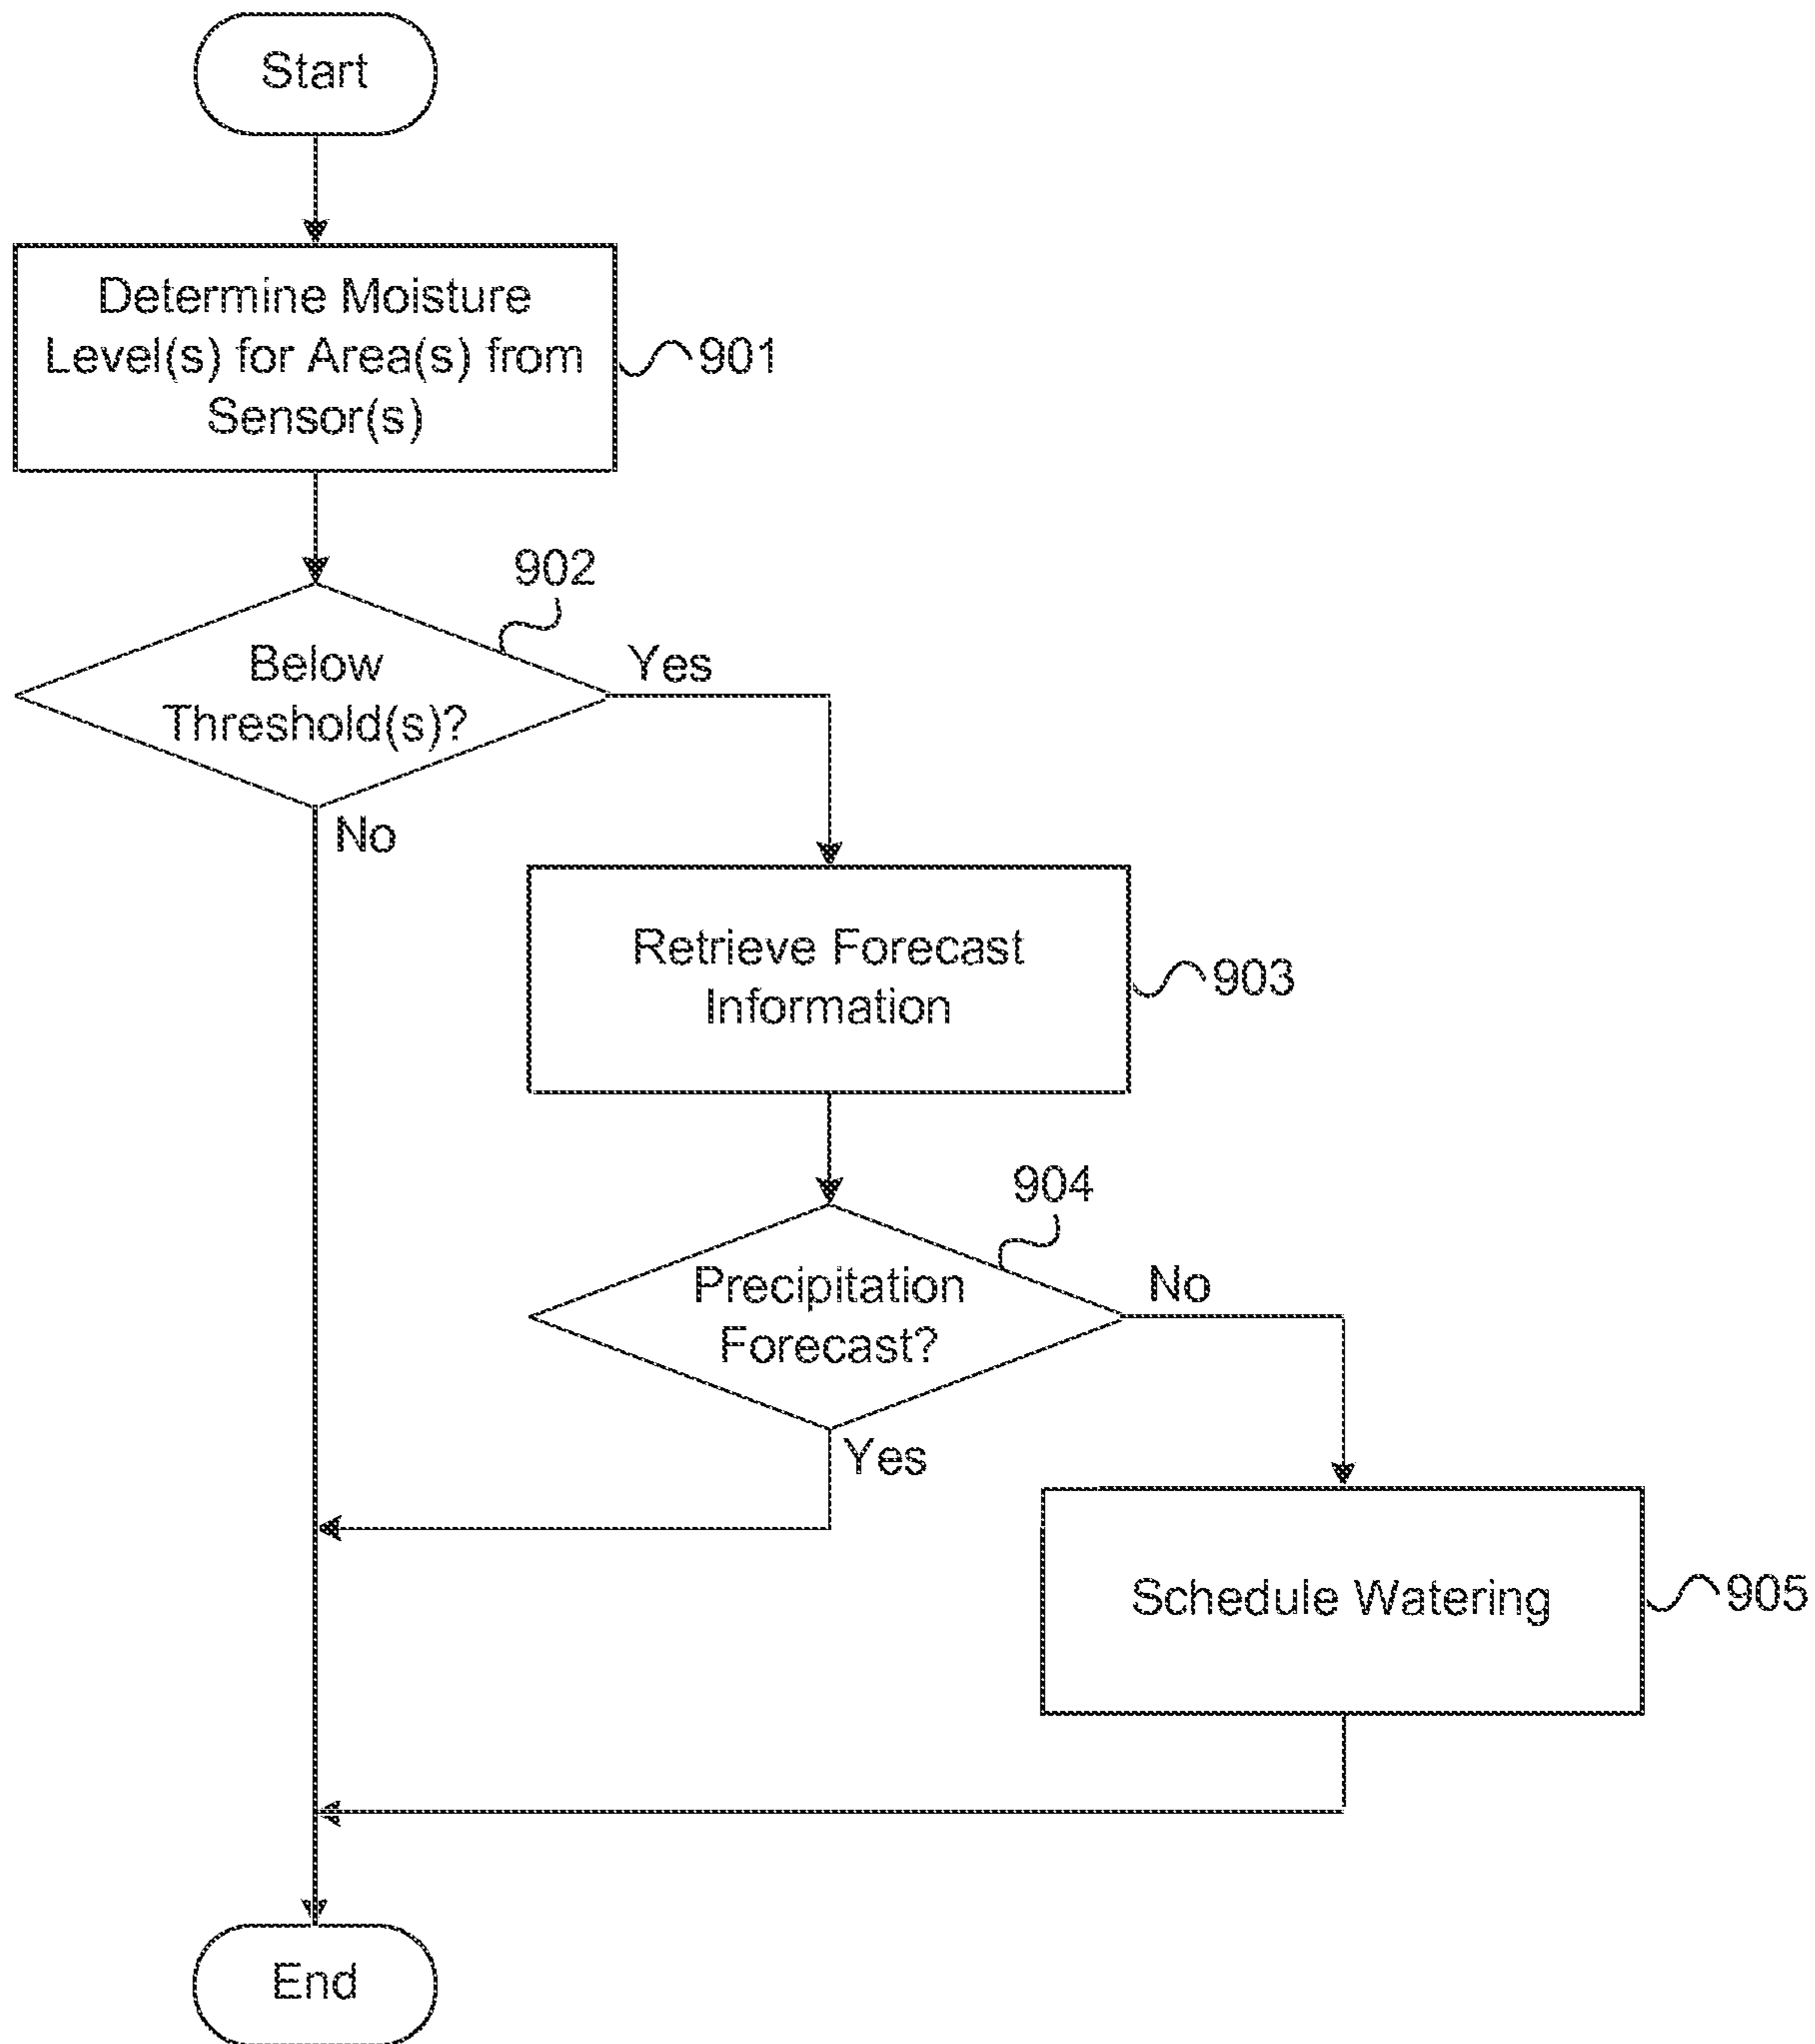 Start
Determine Moisture
Level(s) for Area(s) from
Sensor(s)
901
902
Below
Threshold(s)?
Yes
No
Retrieve Forecast
Information
903
904
Precipitation
Forecast?
No
Yes
Schedule Watering
905
End